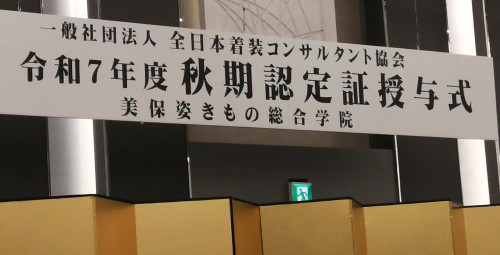 一般社団法人 全日本着装コンサルタント協会
令和7年度 秋期認定証授与式
美保姿きもの総合学院